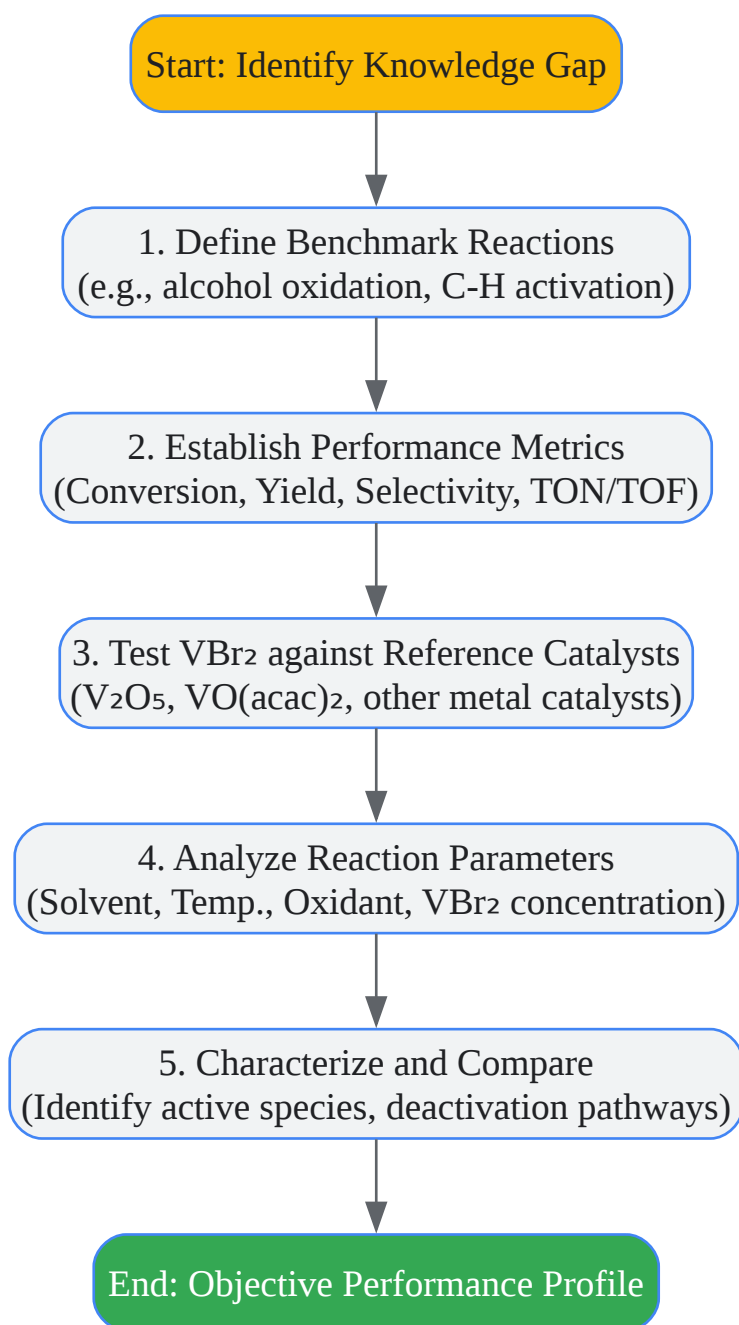 Start: Identify Knowledge Gap
1. Define Benchmark Reactions
(e.g., alcohol oxidation, C-H activation)
2. Establish Performance Metrics
(Conversion, Yield, Selectivity, TON/TOF)
3. Test VBr₂ against Reference Catalysts
(V₂O₅, VO(acac)₂, other metal catalysts)
4. Analyze Reaction Parameters
(Solvent, Temp., Oxidant, VBr₂ concentration)
5. Characterize and Compare
(Identify active species, deactivation pathways)
End: Objective Performance Profile